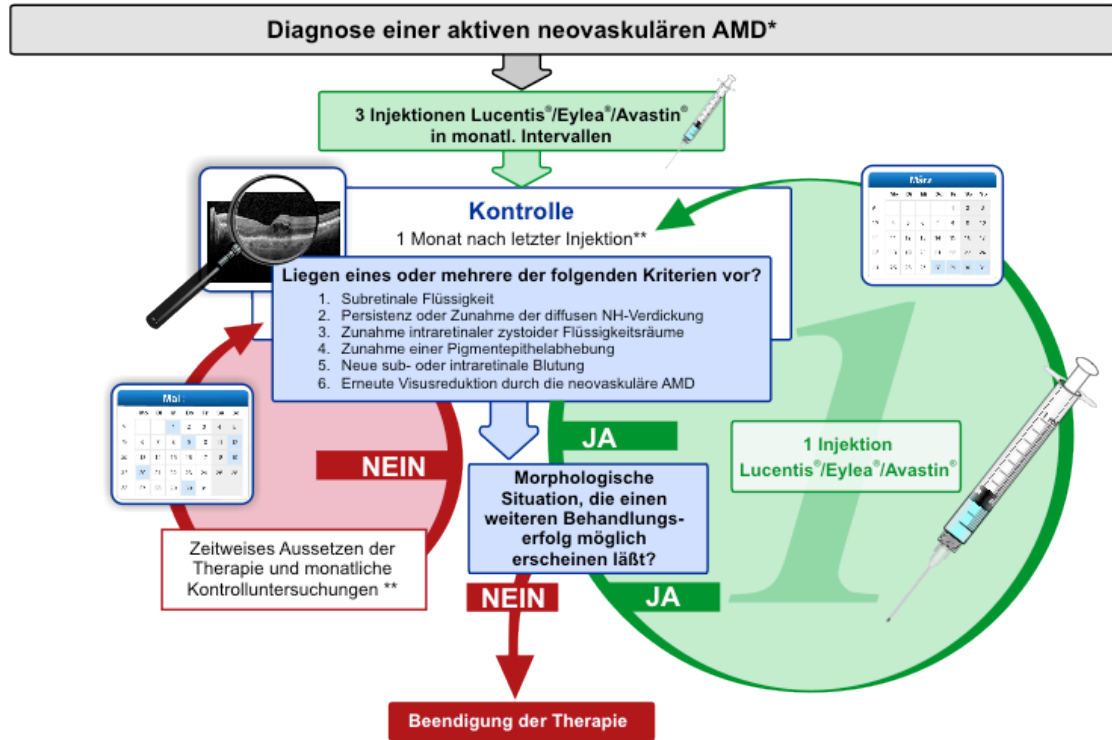 Diagnose einer aktiven neovaskulären AMD*
3 Injektionen Lucentis®/Eylea®/Avastin®
in monatl. Intervallen
Kontrolle
1 Monat nach letzter Injektion**
Liegen eines oder mehrere der folgenden Kriterien vor?
1. Subretinale Flüssigkeit
2. Persistenz oder Zunahme der diffusen NH-Verdickung
3. Zunahme intraretinaler zystoider Flüssigkeitsräume
4. Zunahme einer Pigmentepithelabhebung
5. Neue sub- oder intraretinale Blutung
6. Erneute Visusreduktion durch die neovaskuläre AMD
März
Mai
JA
NEIN
1
1 Injektion
Lucentis®/Eylea®/Avastin®
Morphologische
Situation, die einen
weiteren Behandlungs-
erfolg möglich
erscheinen läßt?
Zeitweises Aussetzen der
Therapie und monatliche
Kontrolluntersuchungen **
NEIN
JA
Beendigung der Therapie